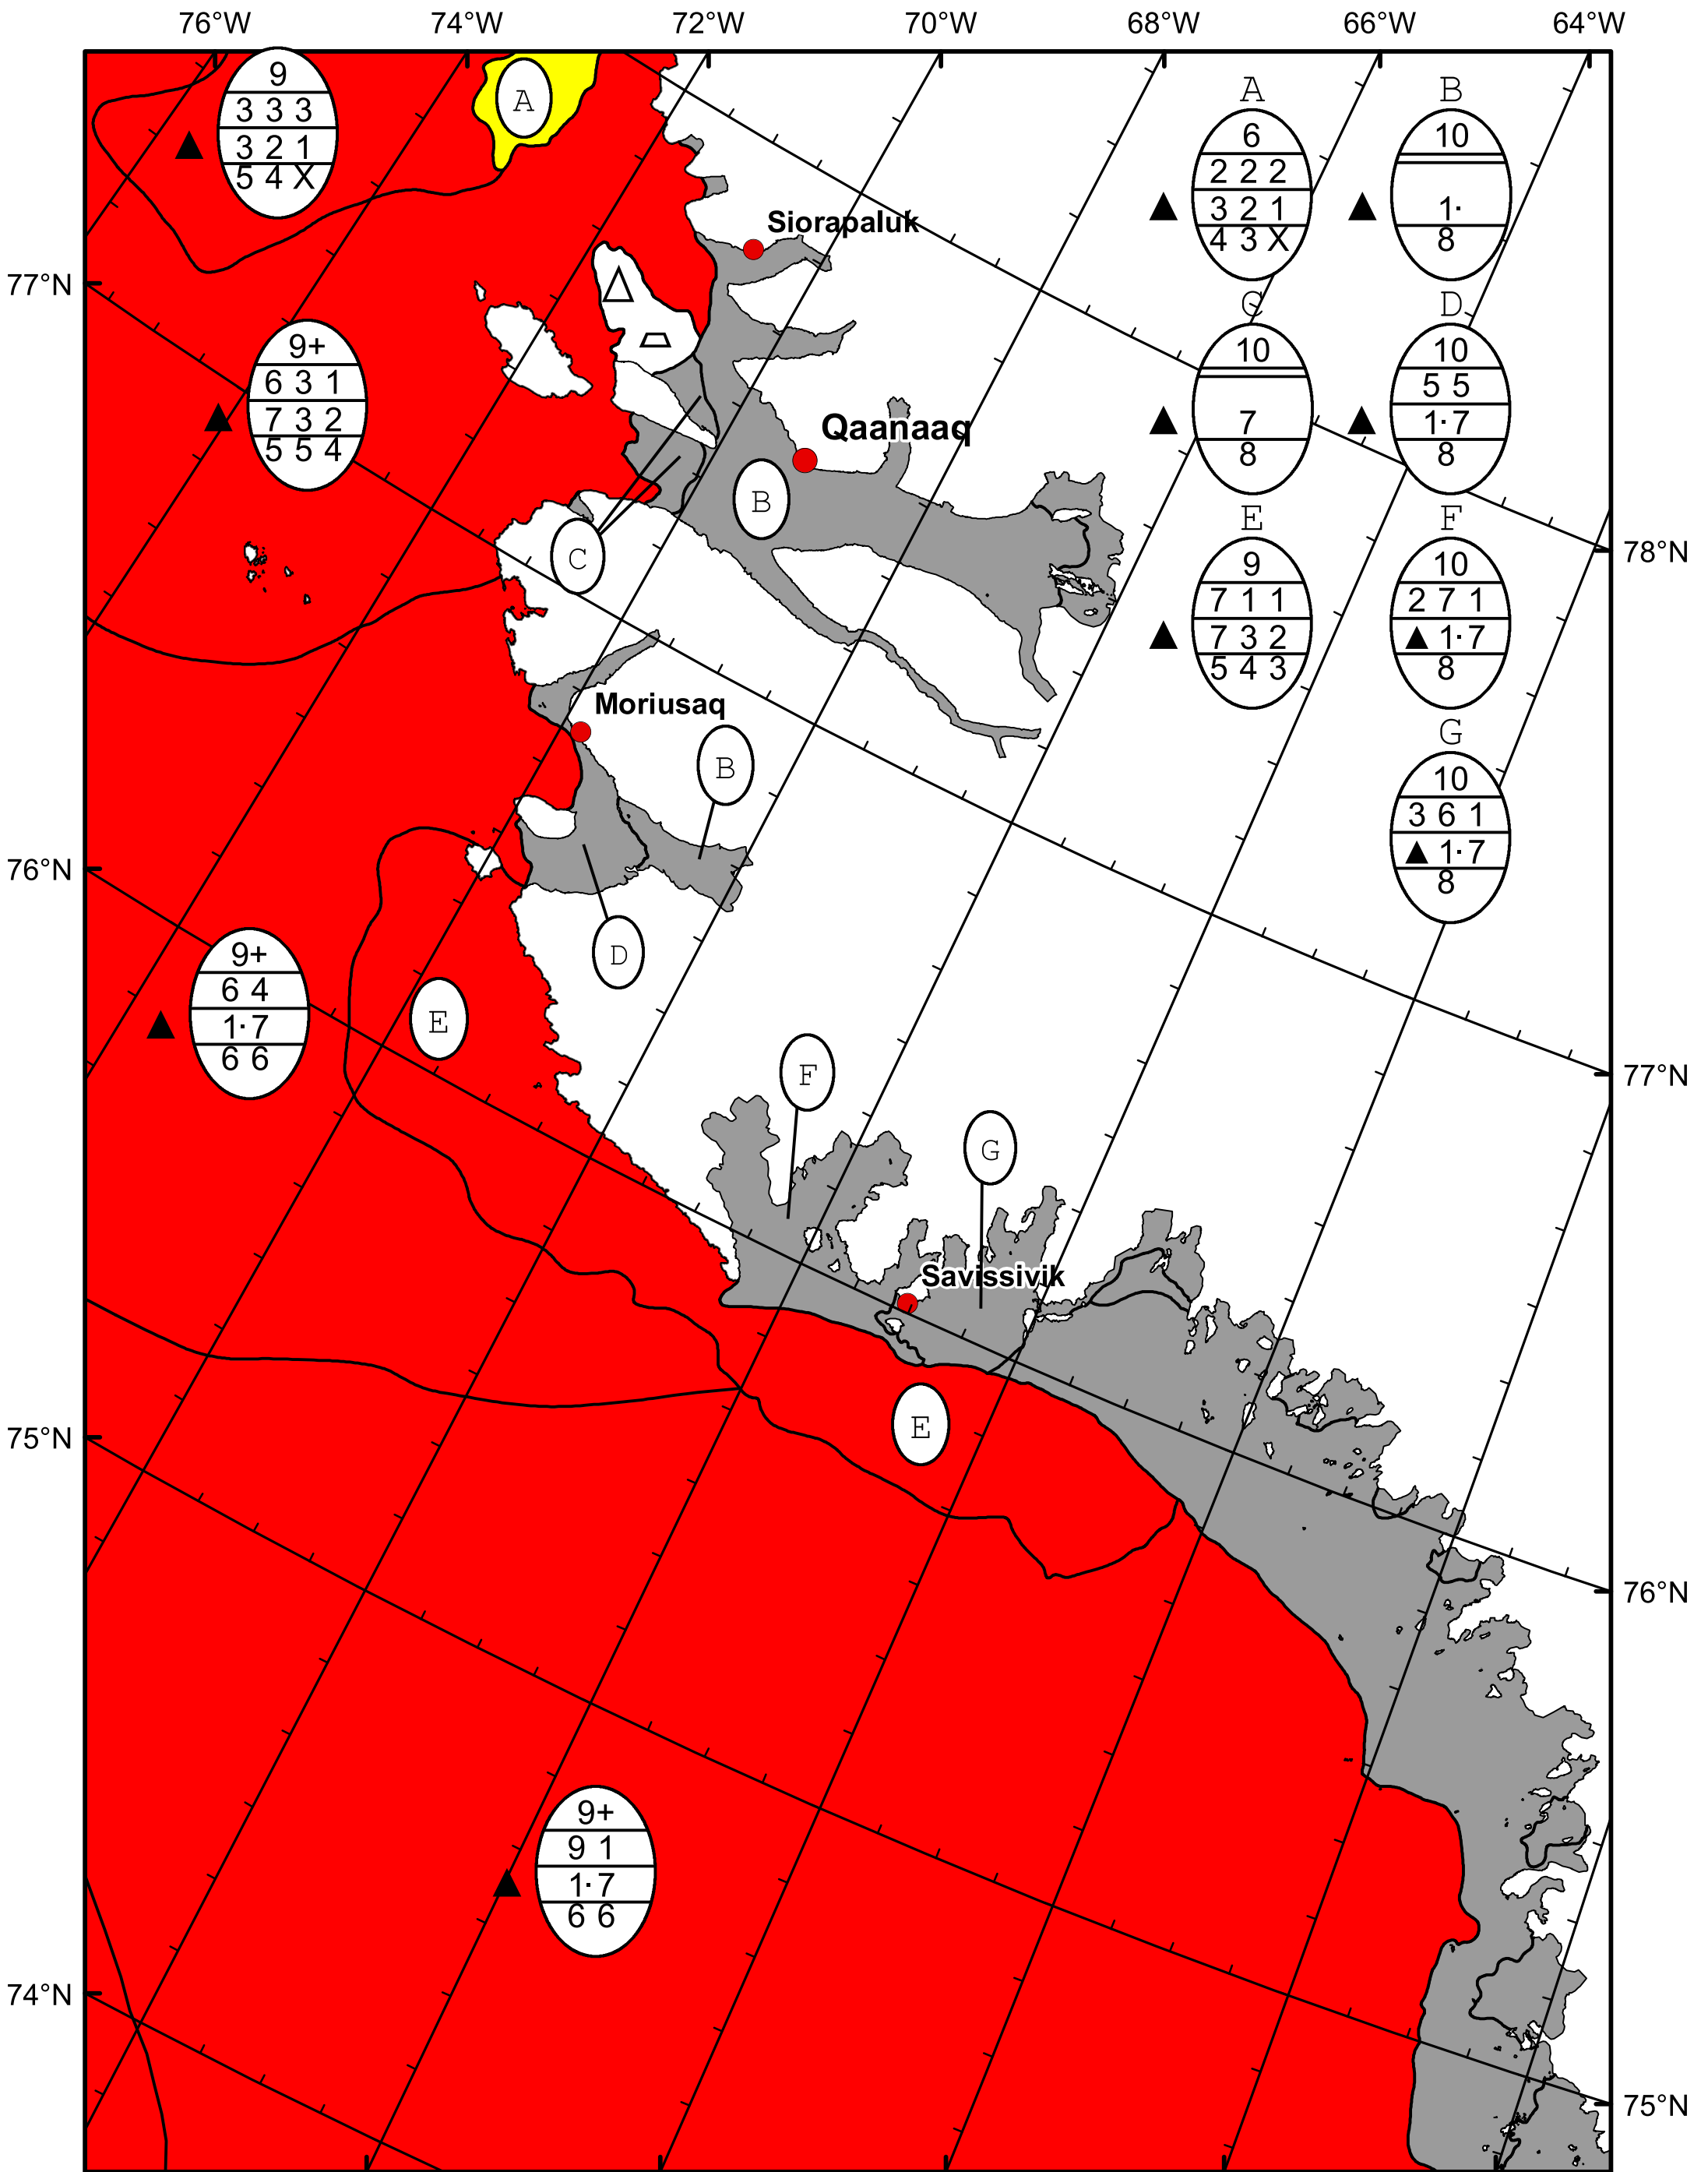 76°W 74°W 72°W 70°W 68°W 66°W 64°W
9
3 3 3
3 2 1
5 4 X
A
A
6
2 2 2
3 2 1
4 3 X
B
10
1·
8
Siorapaluk
77°N
9+
6 3 1
7 3 2
5 5 4
C
10
7
8
D
10
5 5
1·7
8
Qaanaaq
B
C
78°N
E
9
7 1 1
7 3 2
5 4 3
F
10
2 7 1
▲ 1·7
8
Moriusaq
B
G
10
3 6 1
▲ 1·7
8
76°N
D
9+
6 4
1·7
6 6
E
F
77°N
G
Savissivik
75°N
E
76°N
9+
9 1
1·7
6 6
74°N
75°N